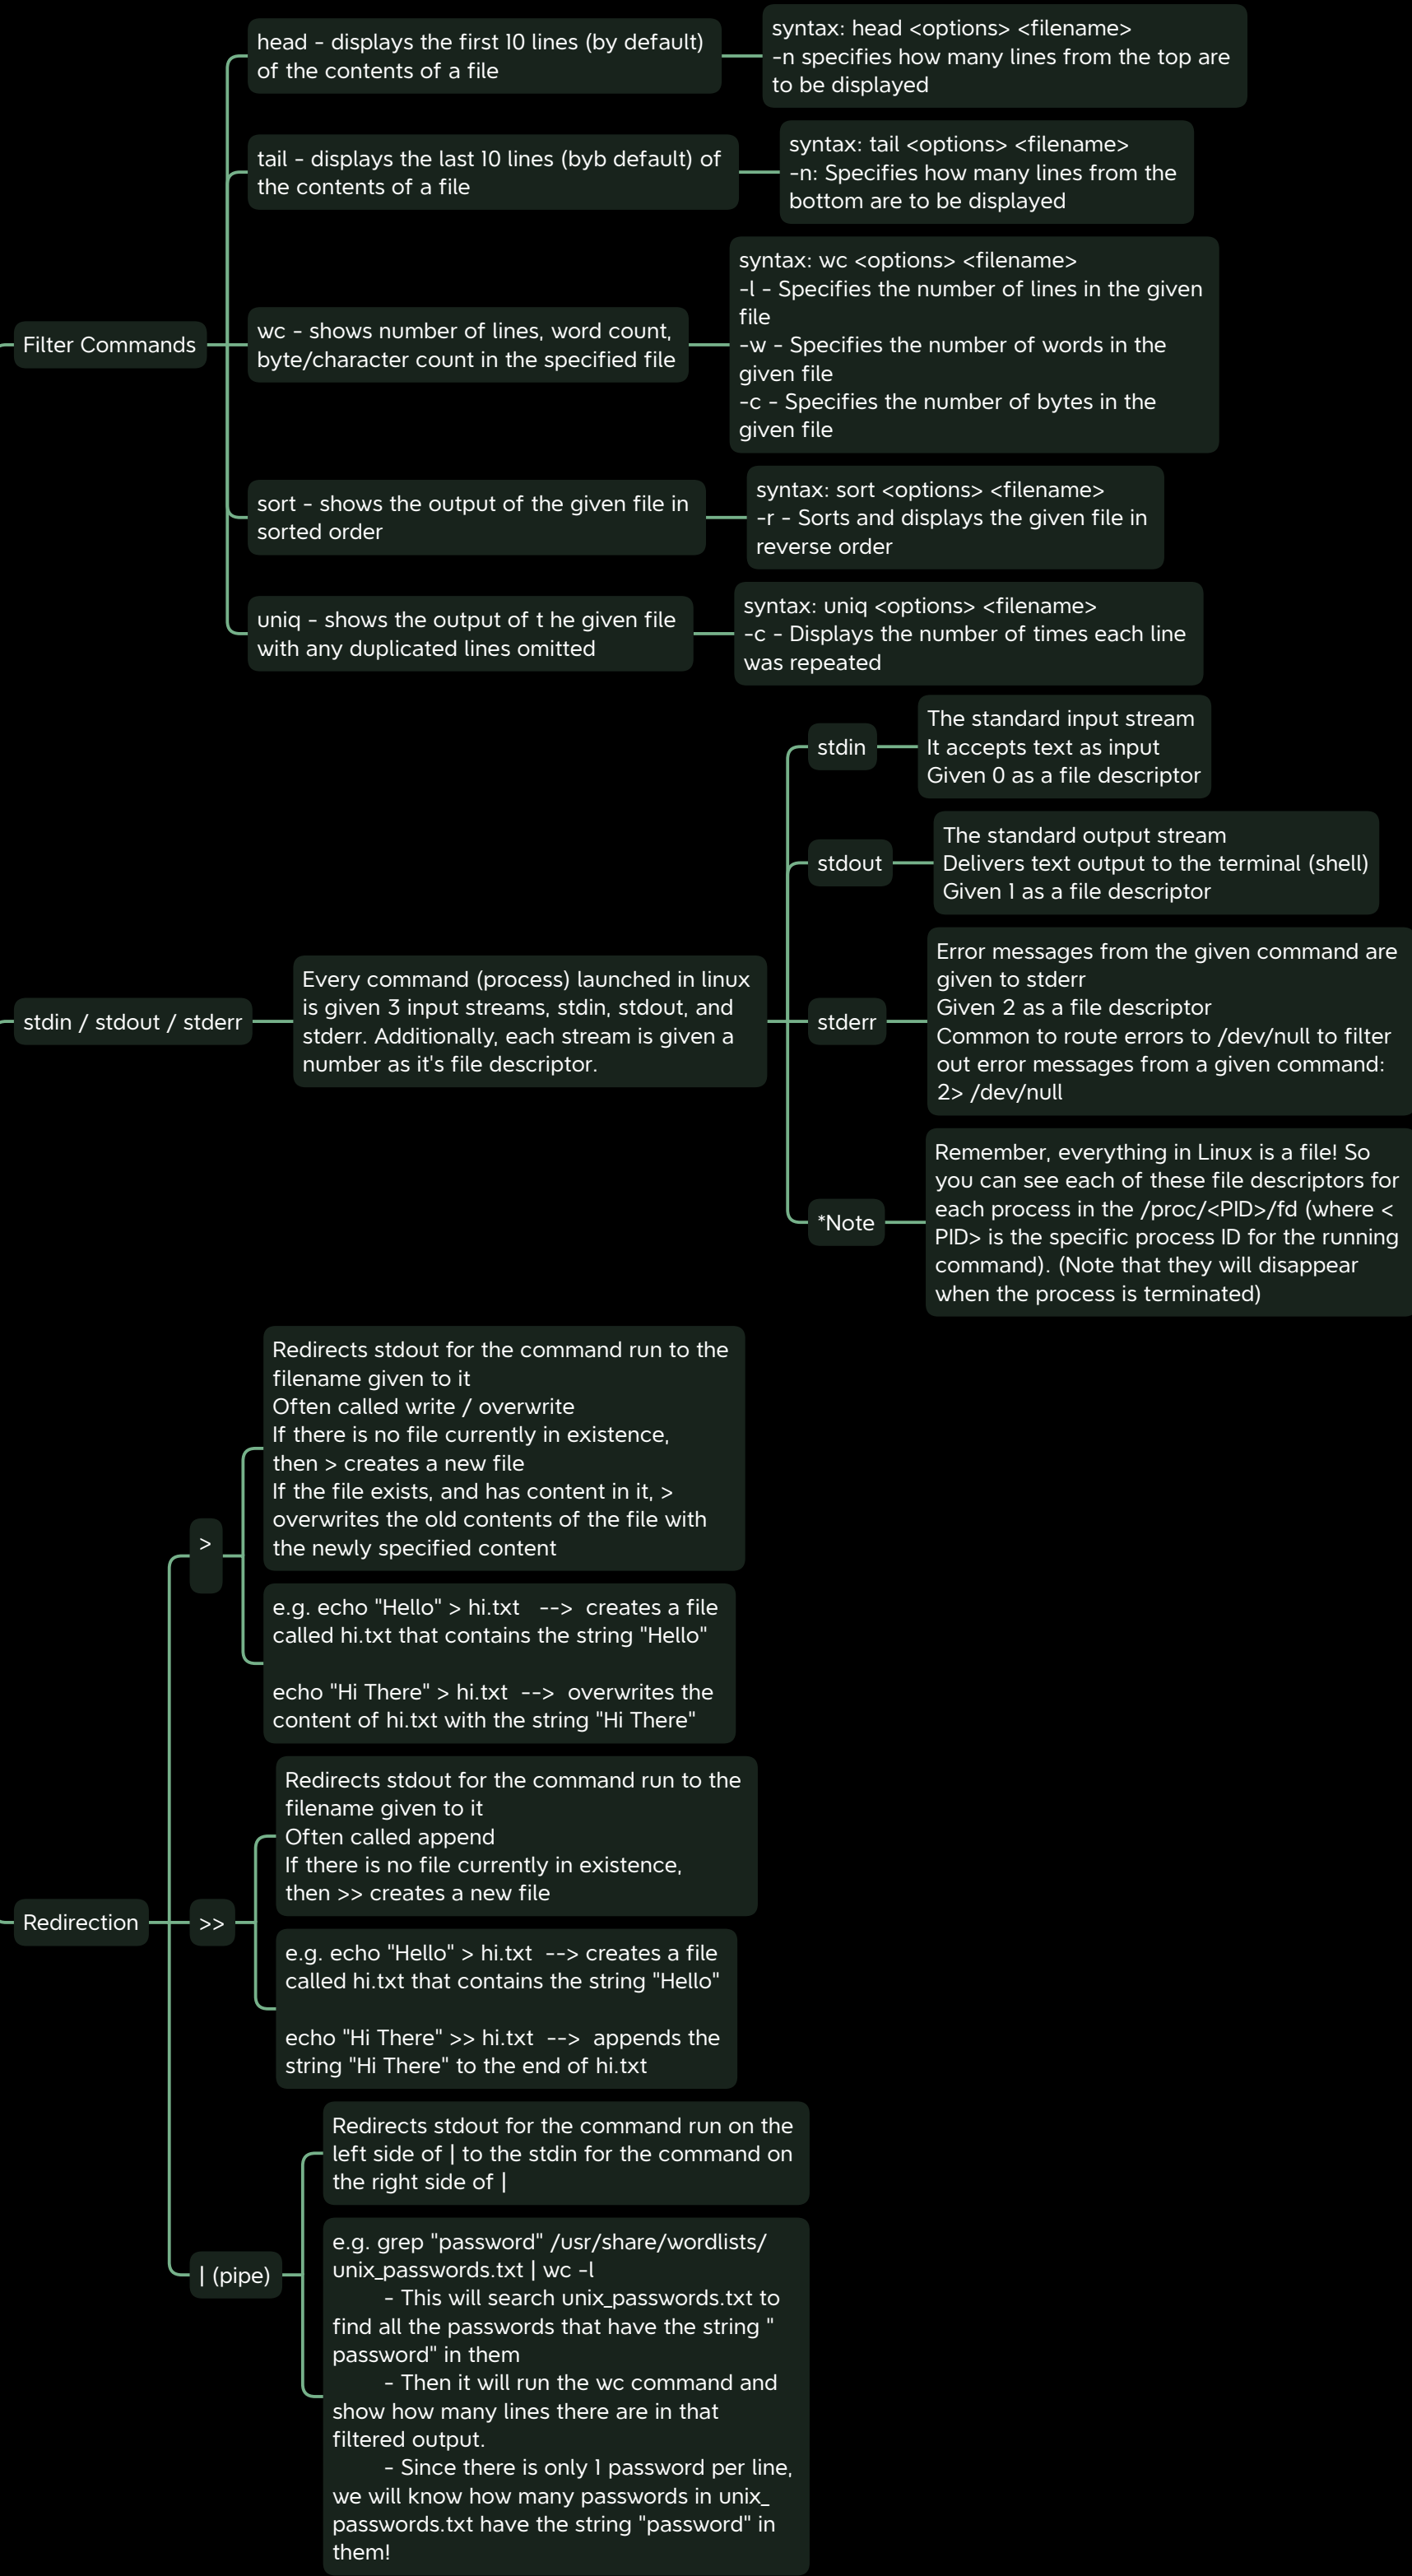 Filter Commands
head - displays the first 10 lines (by default)
of the contents of a file
syntax: head <options> <filename>
-n specifies how many lines from the top are
to be displayed
tail - displays the last 10 lines (byb default) of
the contents of a file
syntax: tail <options> <filename>
-n: Specifies how many lines from the
bottom are to be displayed
wc - shows number of lines, word count,
byte/character count in the specified file
syntax: wc <options> <filename>
-l - Specifies the number of lines in the given
file
-w - Specifies the number of words in the
given file
-c - Specifies the number of bytes in the
given file
sort - shows the output of the given file in
sorted order
syntax: sort <options> <filename>
-r - Sorts and displays the given file in
reverse order
uniq - shows the output of t he given file
with any duplicated lines omitted
syntax: uniq <options> <filename>
-c - Displays the number of times each line
was repeated
stdin / stdout / stderr
Every command (process) launched in linux
is given 3 input streams, stdin, stdout, and
stderr. Additionally, each stream is given a
number as it's file descriptor.
stdin
The standard input stream
It accepts text as input
Given 0 as a file descriptor
stdout
The standard output stream
Delivers text output to the terminal (shell)
Given 1 as a file descriptor
stderr
Error messages from the given command are
given to stderr
Given 2 as a file descriptor
Common to route errors to /dev/null to filter
out error messages from a given command:
2> /dev/null
*Note
Remember, everything in Linux is a file! So
you can see each of these file descriptors for
each process in the /proc/<PID>/fd (where <
PID> is the specific process ID for the running
command). (Note that they will disappear
when the process is terminated)
Redirection
>
Redirects stdout for the command run to the
filename given to it
Often called write / overwrite
If there is no file currently in existence,
then > creates a new file
If the file exists, and has content in it, >
overwrites the old contents of the file with
the newly specified content
e.g. echo "Hello" > hi.txt   -->  creates a file
called hi.txt that contains the string "Hello"
echo "Hi There" > hi.txt  -->  overwrites the
content of hi.txt with the string "Hi There"
>>
Redirects stdout for the command run to the
filename given to it
Often called append
If there is no file currently in existence,
then >> creates a new file
e.g. echo "Hello" > hi.txt  --> creates a file
called hi.txt that contains the string "Hello"
echo "Hi There" >> hi.txt  -->  appends the
string "Hi There" to the end of hi.txt
| (pipe)
Redirects stdout for the command run on the
left side of | to the stdin for the command on
the right side of |
e.g. grep "password" /usr/share/wordlists/
unix_passwords.txt | wc -l
- This will search unix_passwords.txt to
find all the passwords that have the string "
password" in them
- Then it will run the wc command and
show how many lines there are in that
filtered output.
- Since there is only 1 password per line,
we will know how many passwords in unix_
passwords.txt have the string "password" in
them!